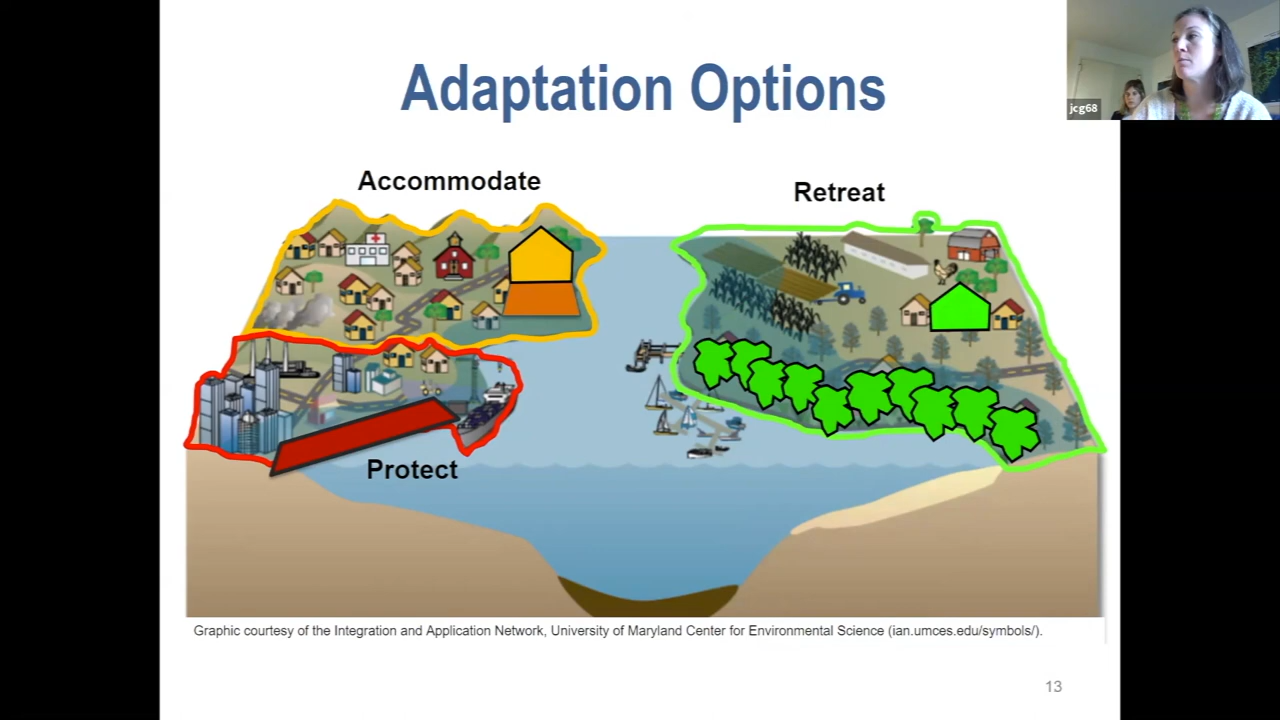 Adaptation Options
jcg68
Accommodate
Retreat
Protect
Graphic courtesy of the Integration and Application Network, University of Maryland Center for Environmental Science (ian.umces.edu/symbols/).
13